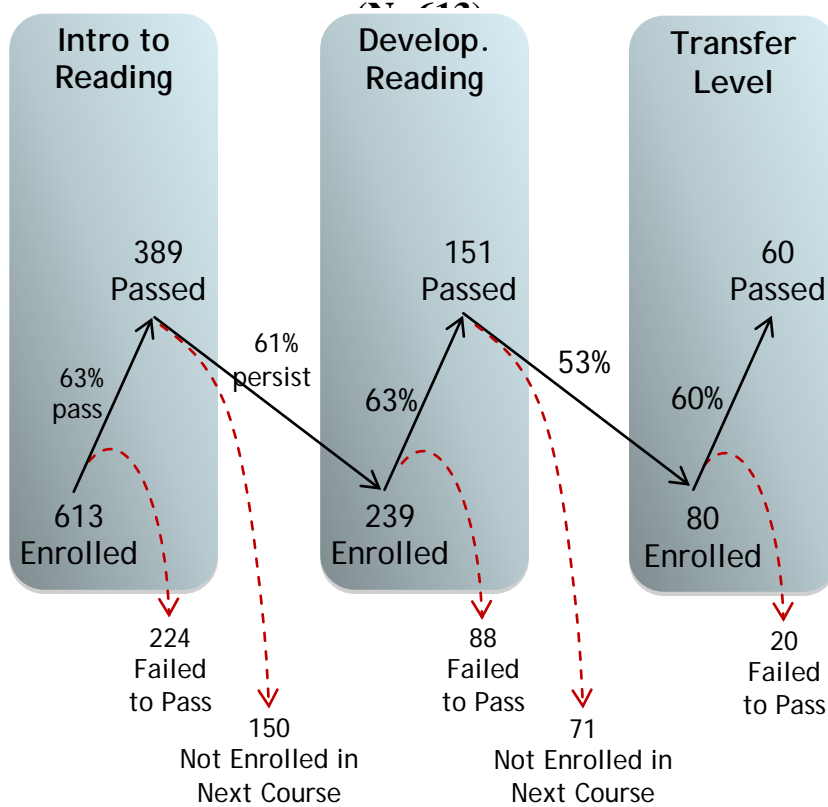 Intro to
Reading
Develop.
Reading
Transfer
Level
389
Passed
151
Passed
60
Passed
61%
persist
53%
63%
pass
63%
60%
613
Enrolled
239
Enrolled
80
Enrolled
224
Failed
to Pass
88
Failed
to Pass
20
Failed
to Pass
150
Not Enrolled in
Next Course
71
Not Enrolled in
Next Course